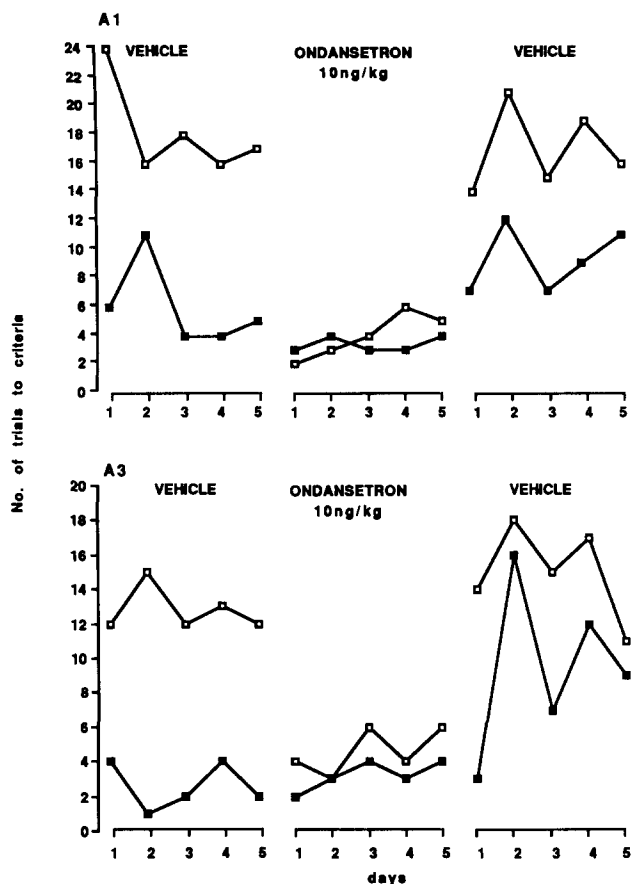 A1
VEHICLE
ONDANSETRON
10ng/kg
VEHICLE
24
22
20
18
16
14
12
10
8
6
4
2
0
1 2 3 4 5
1 2 3 4 5
1 2 3 4 5
No. of trials to criteria
A3
VEHICLE
ONDANSETRON
10ng/kg
VEHICLE
20
18
16
14
12
10
8
6
4
2
0
1 2 3 4 5
1 2 3 4 5
1 2 3 4 5
days